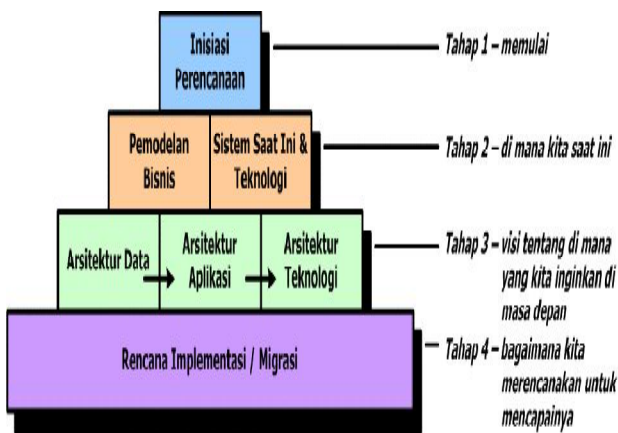 Inisiasi
Perencanaan
Tahap 1 – memulai
Pemodelan
Bisnis
Sistem Saat Ini &
Teknologi
Tahap 2 – di mana kita saat ini
Arsitektur Data
Arsitektur
Aplikasi
Arsitektur
Teknologi
Tahap 3 – visi tentang di mana
yang kita inginkan di
masa depan
Rencana Implementasi / Migrasi
Tahap 4 – bagaimana kita
merencanakan untuk
mencapainya